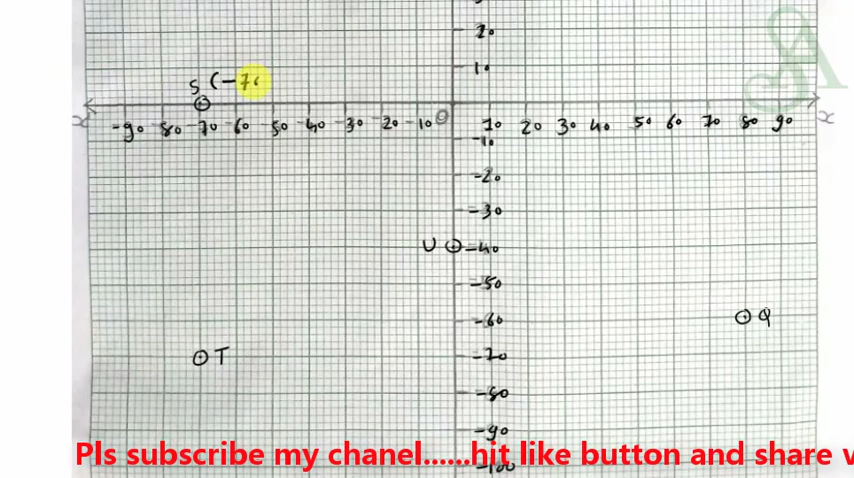 20
10
S (-70
x -90 -80 -70 -60 -50 -40 -30 -20 -10 0 10 20 30 40 50 60 70 80 90 x
-10
-20
-30
U -40
-50
-60 Q
T -70
-80
-90
Pls subscribe my chanel......hit like button and share v
-100